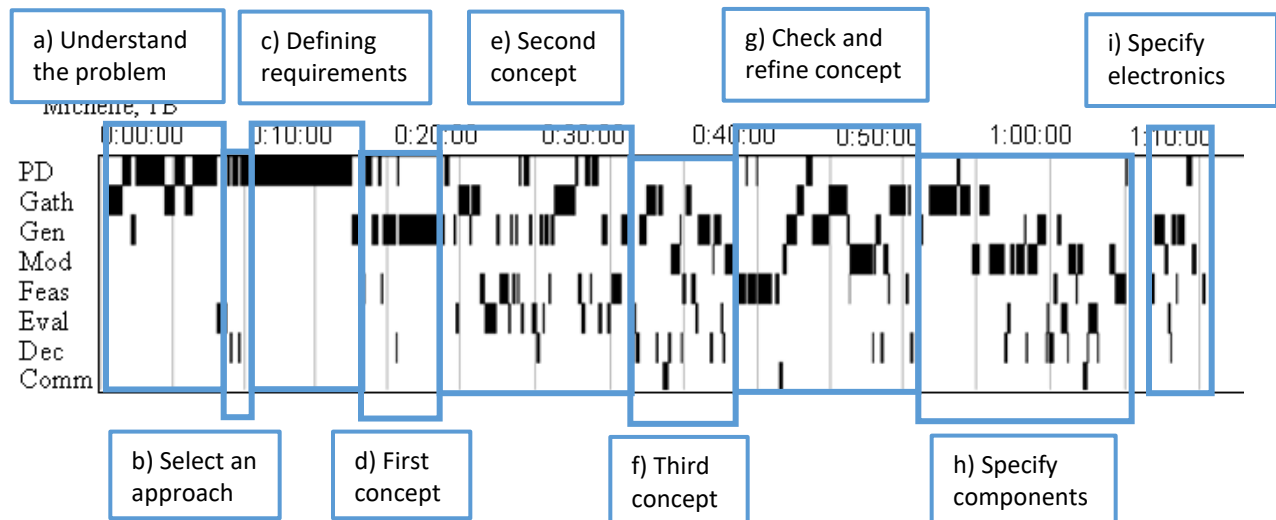 a) Understand
the problem
c) Defining
requirements
e) Second
concept
g) Check and
refine concept
i) Specify
electronics
Michelle, TB
0:00:00 0:10:00 0:20:00 0:30:00 0:40:00 0:50:00 1:00:00 1:10:00
PD
Gath
Gen
Mod
Feas
Eval
Dec
Comm
b) Select an
approach
d) First
concept
f) Third
concept
h) Specify
components